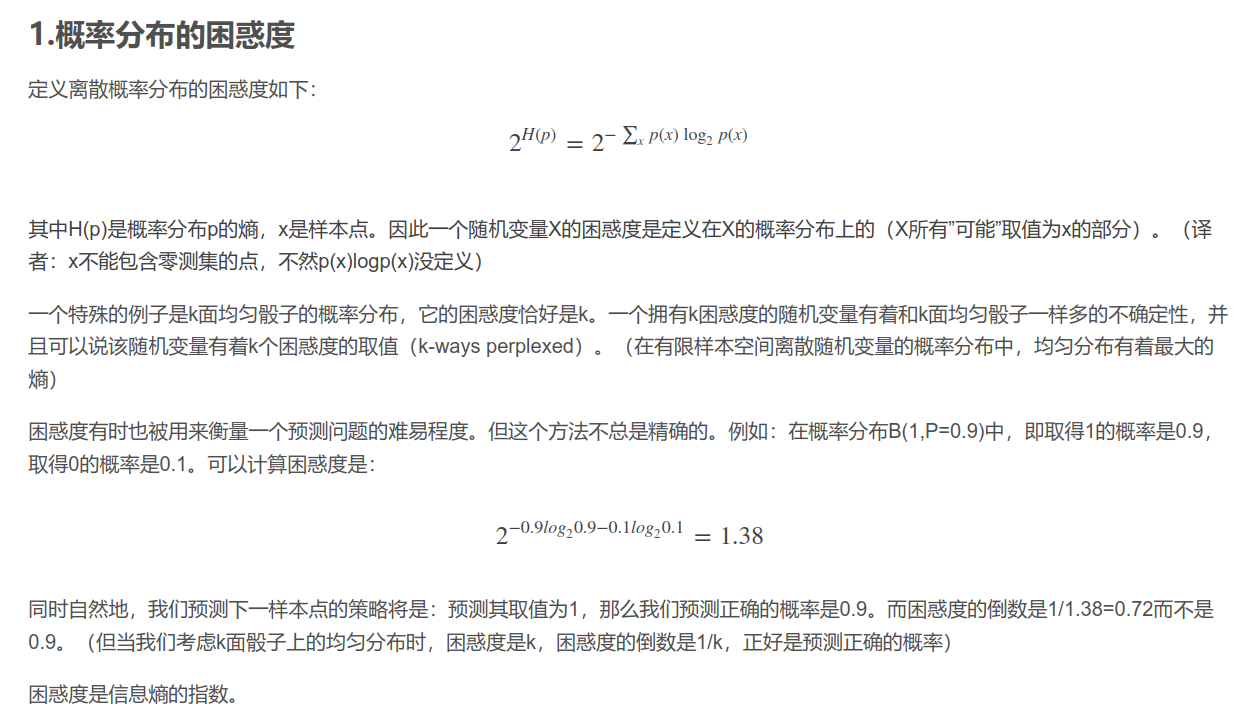 1.概率分布的困惑度
定义离散概率分布的困惑度如下：
2^{H(p)} = 2^{-∑_x p(x) log_2 p(x)}
其中H(p)是概率分布p的熵，x是样本点。因此一个随机变量X的困惑度是定义在X的概率分布上的（X所有”可能”取值为x的部分）。（译
者：x不能包含零测集的点，不然p(x)logp(x)没定义）
一个特殊的例子是k面均匀骰子的概率分布，它的困惑度恰好是k。一个拥有k困惑度的随机变量有着和k面均匀骰子一样多的不确定性，并
且可以说该随机变量有着k个困惑度的取值（k-ways perplexed）。（在有限样本空间离散随机变量的概率分布中，均匀分布有着最大的
熵）
困惑度有时也被用来衡量一个预测问题的难易程度。但这个方法不总是精确的。例如：在概率分布B(1,P=0.9)中，即取得1的概率是0.9，
取得0的概率是0.1。可以计算困惑度是：
2^{-0.9log_2 0.9-0.1log_2 0.1} = 1.38
同时自然地，我们预测下一样本点的策略将是：预测其取值为1，那么我们预测正确的概率是0.9。而困惑度的倒数是1/1.38=0.72而不是
0.9。（但当我们考虑k面骰子上的均匀分布时，困惑度是k，困惑度的倒数是1/k，正好是预测正确的概率）
困惑度是信息熵的指数。